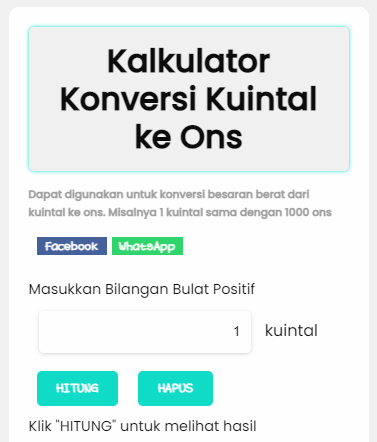 Kalkulator
Konversi Kuintal
ke Ons
Dapat digunakan untuk konversi besaran berat dari
kuintal ke ons. Misalnya 1 kuintal sama dengan 1000 ons
Facebook WhatsApp
Masukkan Bilangan Bulat Positif
1 kuintal
HITUNG HAPUS
Klik "HITUNG" untuk melihat hasil